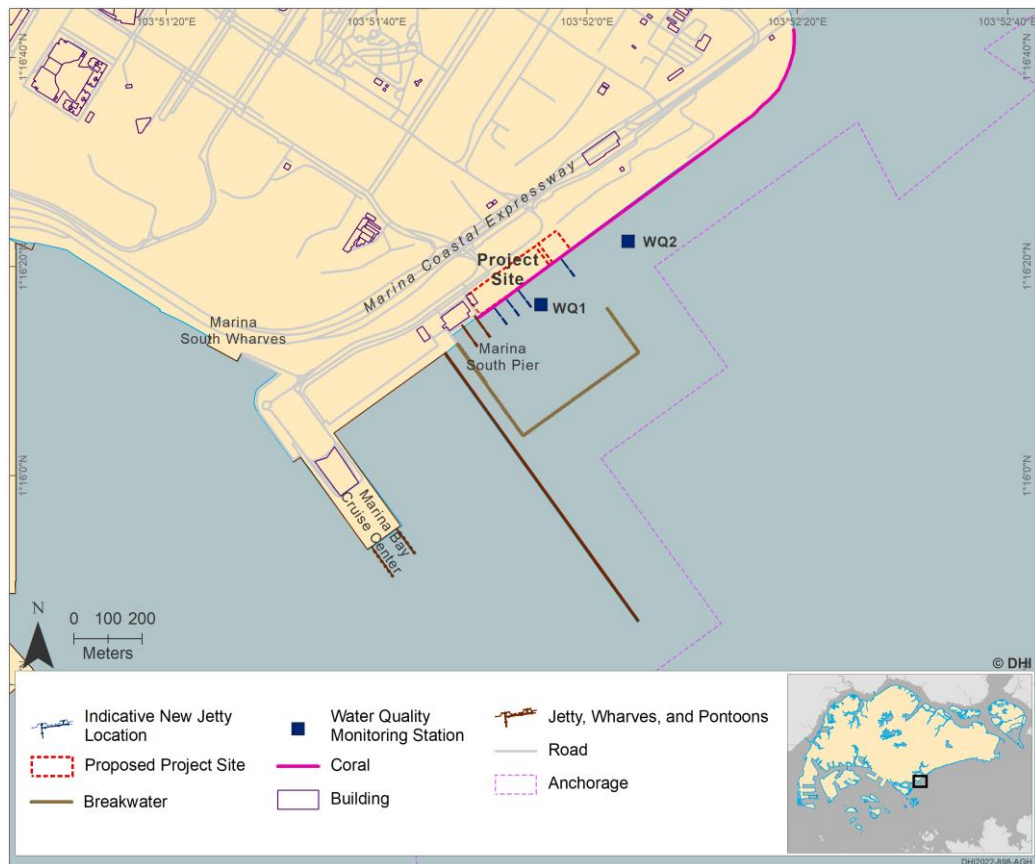 103°51'20"E
103°51'40"E
103°52'0"E
103°52'20"E
103°52'40"E
1°16'40"N
1°16'40"N
Marina Coastal Expressway
WQ2
1°16'20"N
Project
Site
1°16'20"N
WQ1
Marina
South Wharves
Marina
South Pier
1°16'0"N
1°16'0"N
Marina Bay
Cruise Center
N
0 100 200
Meters
© DHI
Indicative New Jetty
Location
Proposed Project Site
Breakwater
Water Quality
Monitoring Station
Coral
Building
Jetty, Wharves, and Pontoons
Road
Anchorage
DHI2022-898-AGH